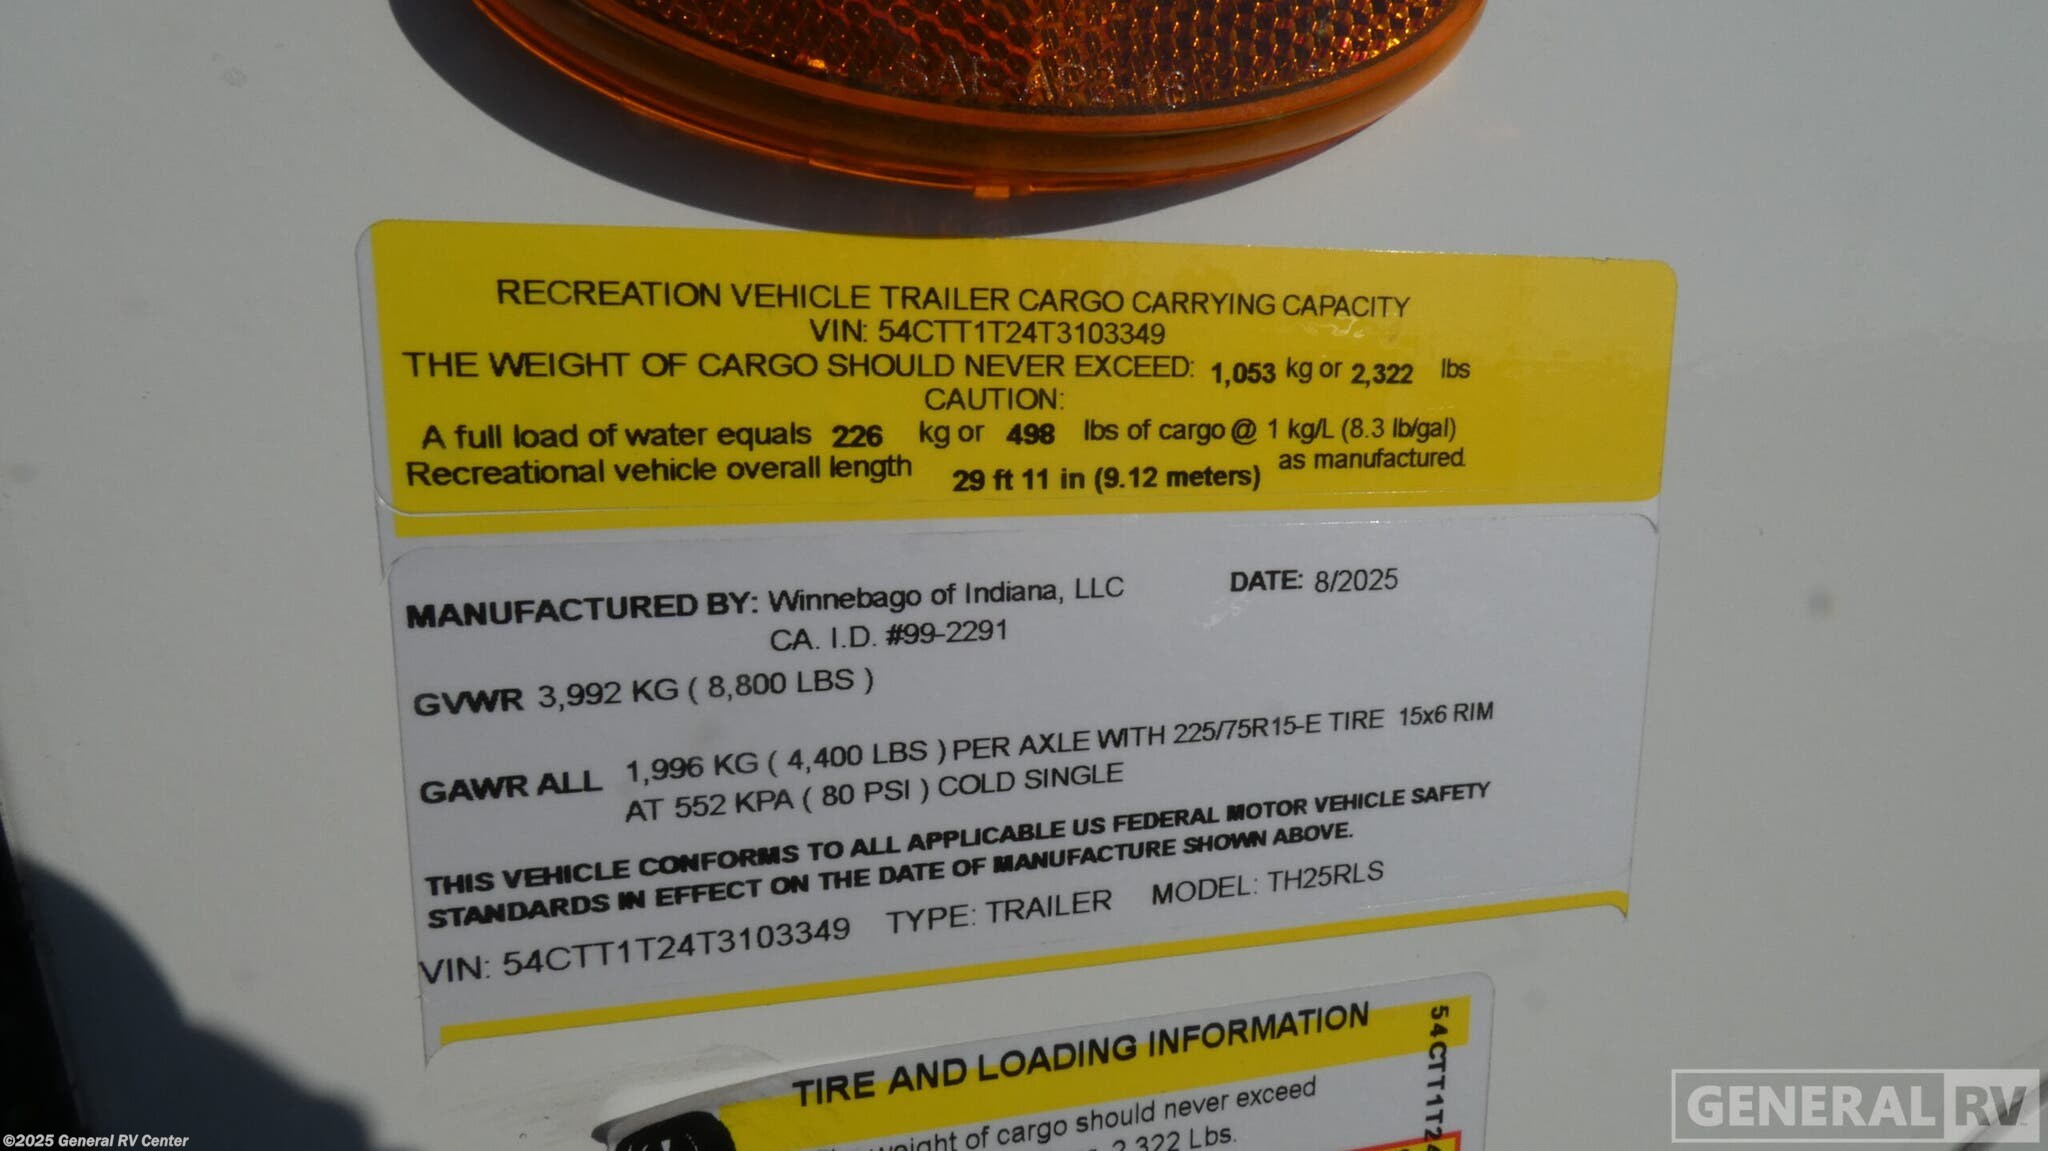 RECREATION VEHICLE TRAILER CARGO CARRYING CAPACITY
VIN: 54CTT1T24T3103349
THE WEIGHT OF CARGO SHOULD NEVER EXCEED: 1,053 kg or 2,322 lbs
CAUTION:
A full load of water equals 226 kg or 498 lbs of cargo @ 1 kg/L (8.3 lb/gal)
Recreational vehicle overall length 29 ft 11 in (9.12 meters) as manufactured.
MANUFACTURED BY: Winnebago of Indiana, LLC DATE: 8/2025
CA. I.D. #99-2291
GVWR 3,992 KG ( 8,800 LBS )
GAWR ALL 1,996 KG ( 4,400 LBS ) PER AXLE WITH 225/75R15-E TIRE 15x6 RIM
AT 552 KPA ( 80 PSI ) COLD SINGLE
THIS VEHICLE CONFORMS TO ALL APPLICABLE US FEDERAL MOTOR VEHICLE SAFETY
STANDARDS IN EFFECT ON THE DATE OF MANUFACTURE SHOWN ABOVE.
VIN: 54CTT1T24T3103349 TYPE: TRAILER MODEL: TH25RLS
TIRE AND LOADING INFORMATION
weight of cargo should never exceed
2,322 Lbs.
54CTT1T24
GENERAL RV
©2025 General RV Center